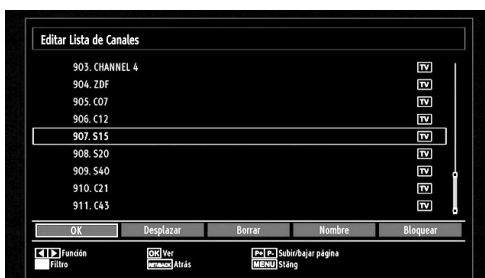 Editar Lista de Canales
903. CHANNEL 4 TV
904. ZDF TV
905. C07 TV
906. C12 TV
907. S15 TV
908. S20 TV
909. S40 TV
910. C21 TV
911. C43 TV
OK Desplazar Borrar Nombre Bloquear
Función OK Ver P+ P- Subir/bajar página
Filtro RET/BACK Atrás MENU Stäng